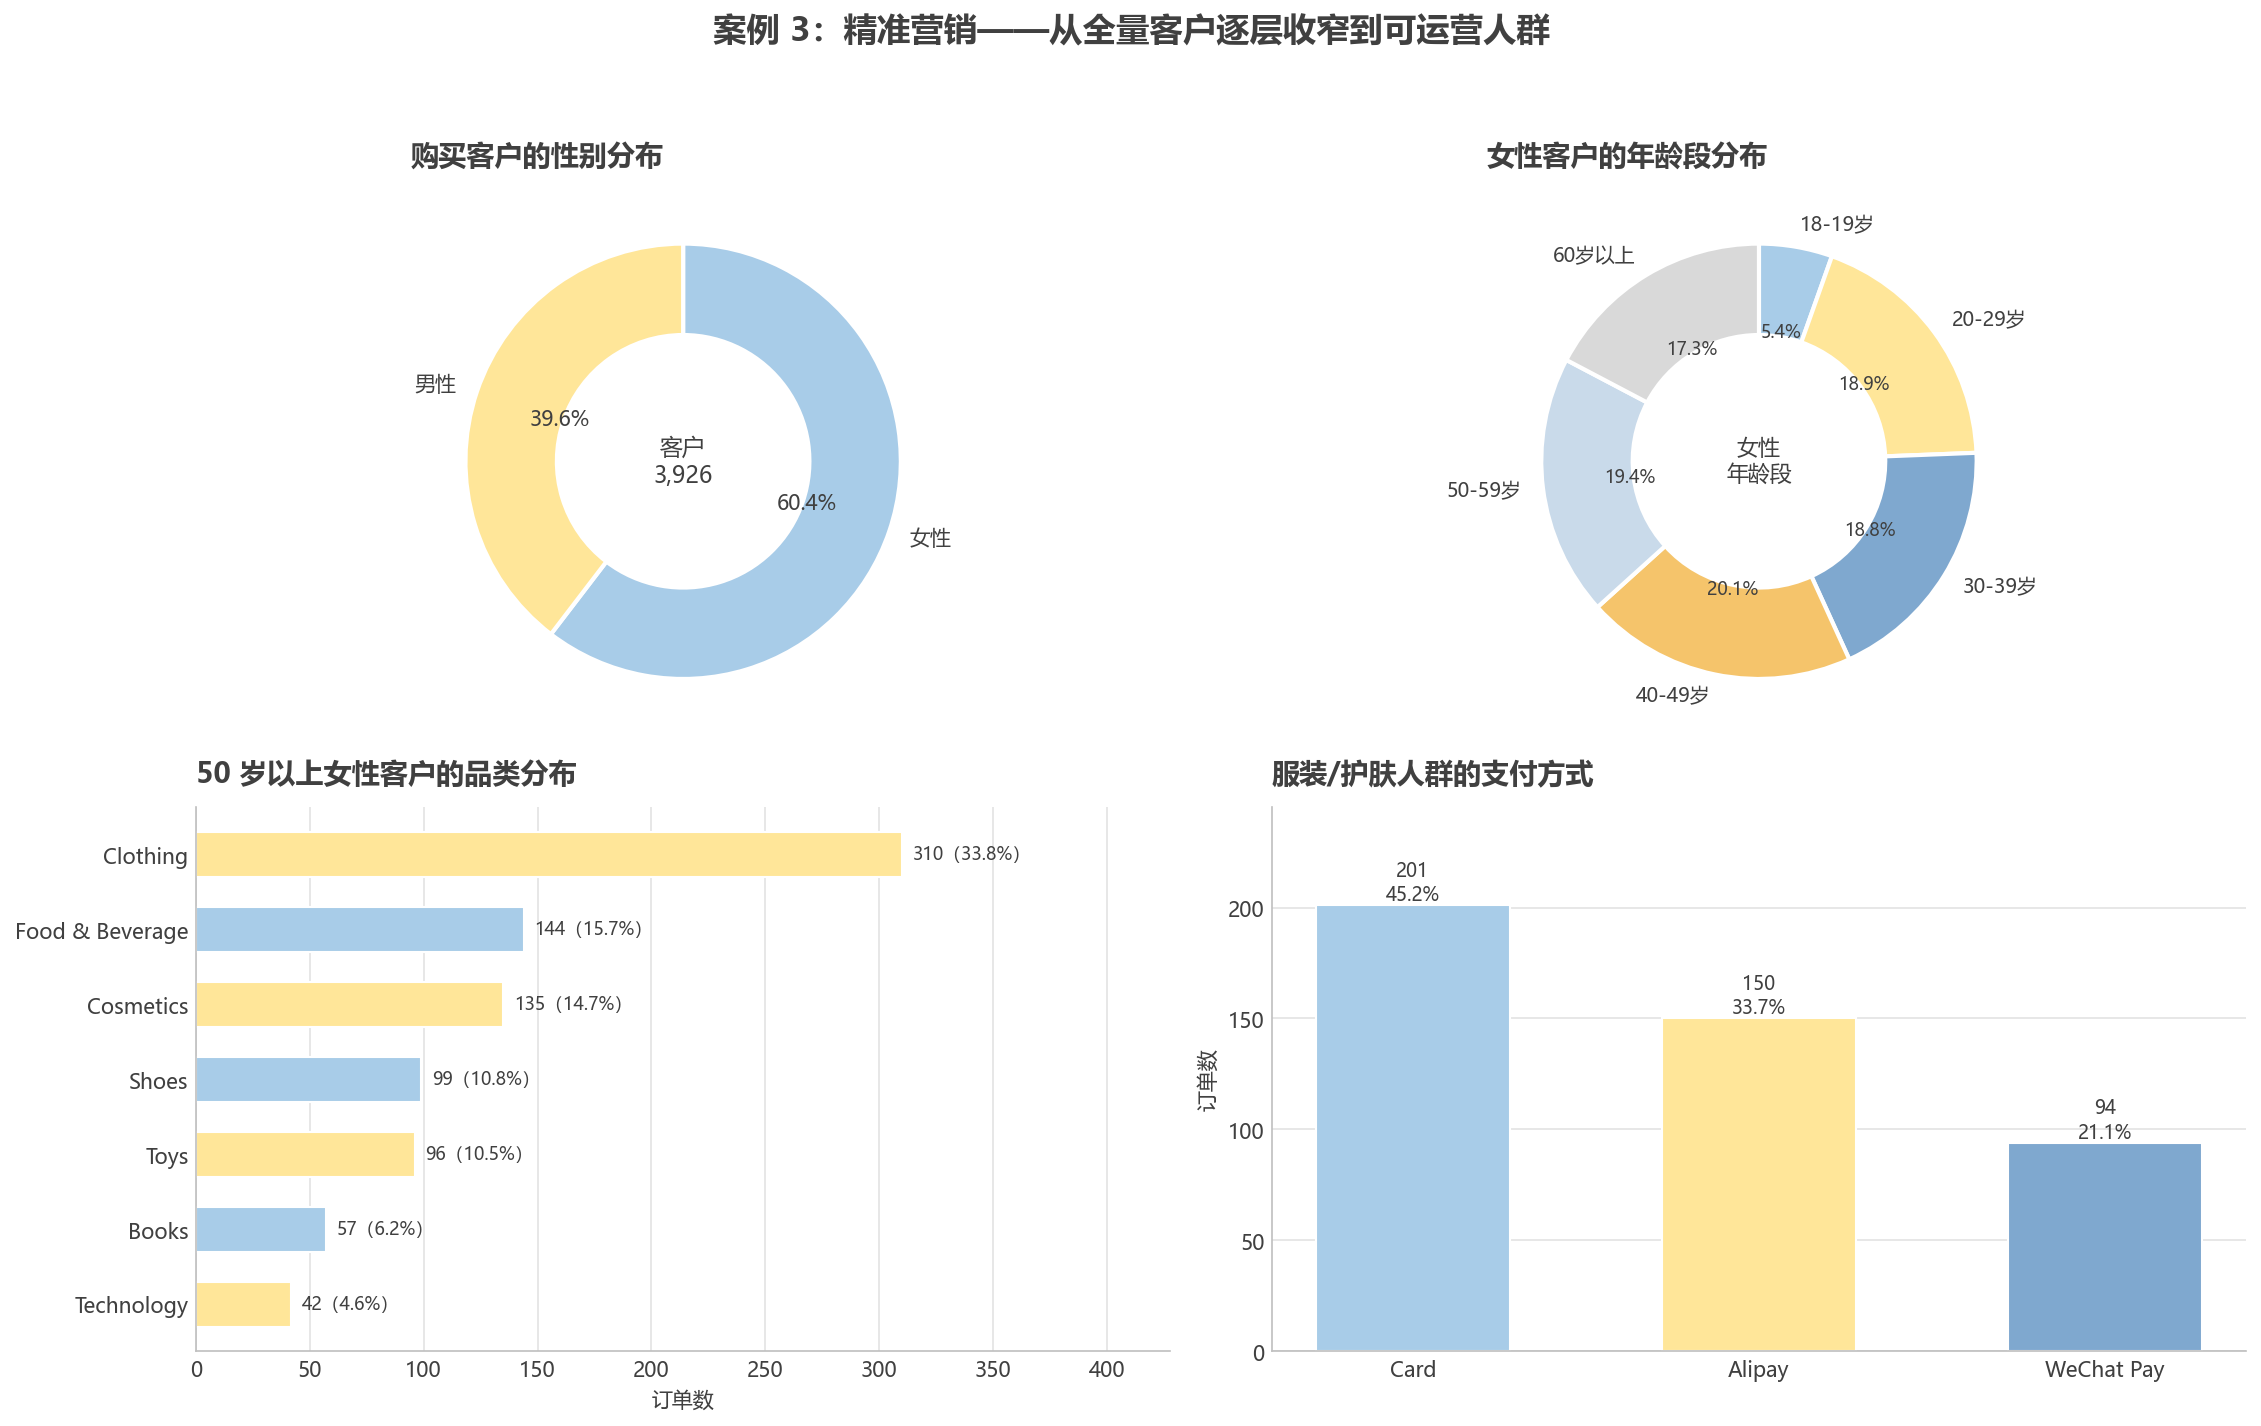 案例 3：精准营销——从全量客户逐层收窄到可运营人群
购买客户的性别分布
男性
39.6%
客户
3,926
60.4%
女性
女性客户的年龄段分布
18-19岁
60岁以上
20-29岁
5.4%
17.3%
18.9%
女性
年龄段
19.4%
50-59岁
18.8%
20.1%
30-39岁
40-49岁
50 岁以上女性客户的品类分布
Clothing
310（33.8%）
Food & Beverage
144（15.7%）
Cosmetics
135（14.7%）
Shoes
99（10.8%）
Toys
96（10.5%）
Books
57（6.2%）
Technology
42（4.6%）
0 50 100 150 200 250 300 350 400
订单数
服装/护肤人群的支付方式
订单数
200
150
100
50
0
201
45.2%
150
33.7%
94
21.1%
Card Alipay WeChat Pay